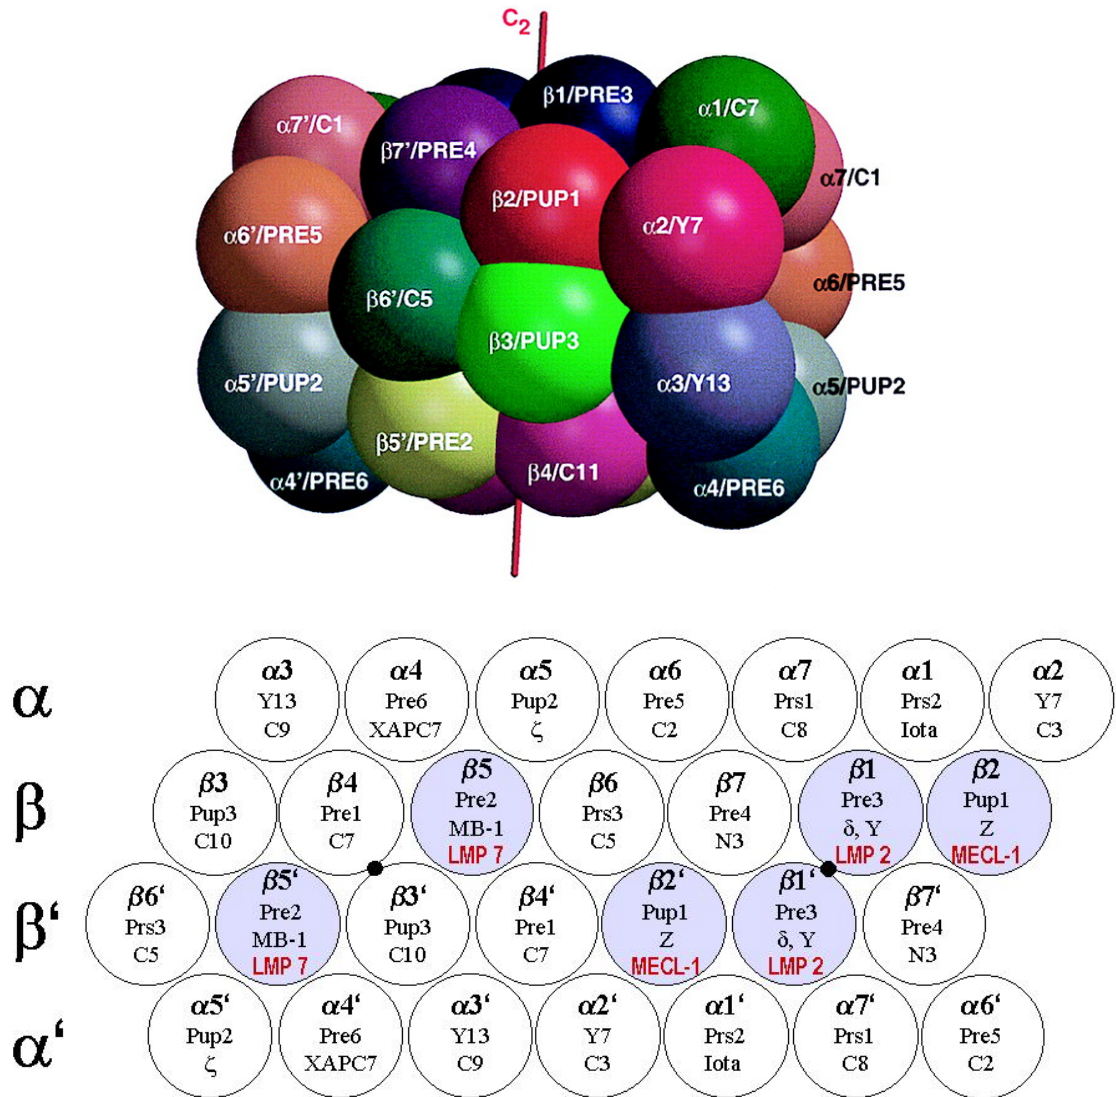 C2
β1/PRE3
α1/C7
α7'/C1
β7'/PRE4
α7/C1
β2/PUP1
α2/Y7
α6'/PRE5
α6/PRE5
β6'/C5
β3/PUP3
α5'/PUP2
α3/Y13
α5/PUP2
β5'/PRE2
β4/C11
α4'/PRE6
α4/PRE6
α
α3 α4 α5 α6 α7 α1 α2
Y13 Pre6 Pup2 Pre5 Prs1 Prs2 Y7
C9 XAPC7 ζ C2 C8 Iota C3
β
β3 β4 β5 β6 β7 β1 β2
Pup3 Pre1 Pre2 Prs3 Pre4 Pre3 Pup1
C10 C7 MB-1 C5 N3 δ, Y Z
LMP 7 LMP 2 MECL-1
β‘
β6‘ β5‘ β3‘ β4‘ β2‘ β1‘ β7‘
Prs3 Pre2 Pup3 Pre1 Pup1 Pre3 Pre4
C5 MB-1 C10 C7 Z δ, Y N3
LMP 7 MECL-1 LMP 2
α‘
α5‘ α4‘ α3‘ α2‘ α1‘ α7‘ α6‘
Pup2 Pre6 Y13 Y7 Prs2 Prs1 Pre5
ζ XAPC7 C9 C3 Iota C8 C2